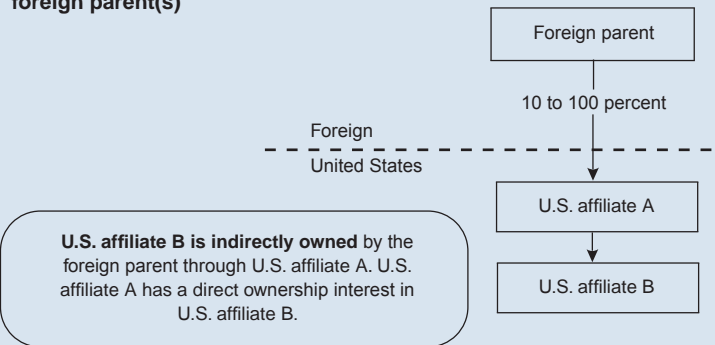 foreign parent(s)
Foreign parent
10 to 100 percent
Foreign
United States
U.S. affiliate A
U.S. affiliate B is indirectly owned by the
foreign parent through U.S. affiliate A. U.S.
affiliate A has a direct ownership interest in
U.S. affiliate B.
U.S. affiliate B